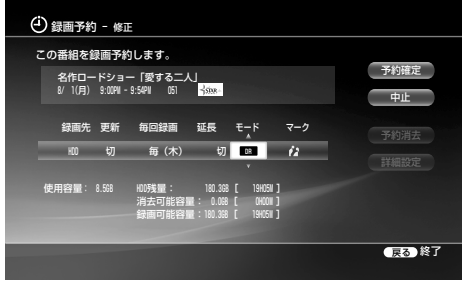 録画予約 - 修正
この番組を録画予約します。
名作ロードショー「愛する二人」
8/ 1(月) 9:00PM - 9:54PM 051 STAR
予約確定
中止
予約消去
詳細設定
録画先 更新 毎回録画 延長 モード マーク
HDD 切 毎（木） 切 DR
使用容量： 8.5GB HDD残量： 180.3GB [ 19H05M ]
消去可能容量： 0.0GB [ 0H00M ]
録画可能容量：180.3GB [ 19H05M ]
戻る 終了